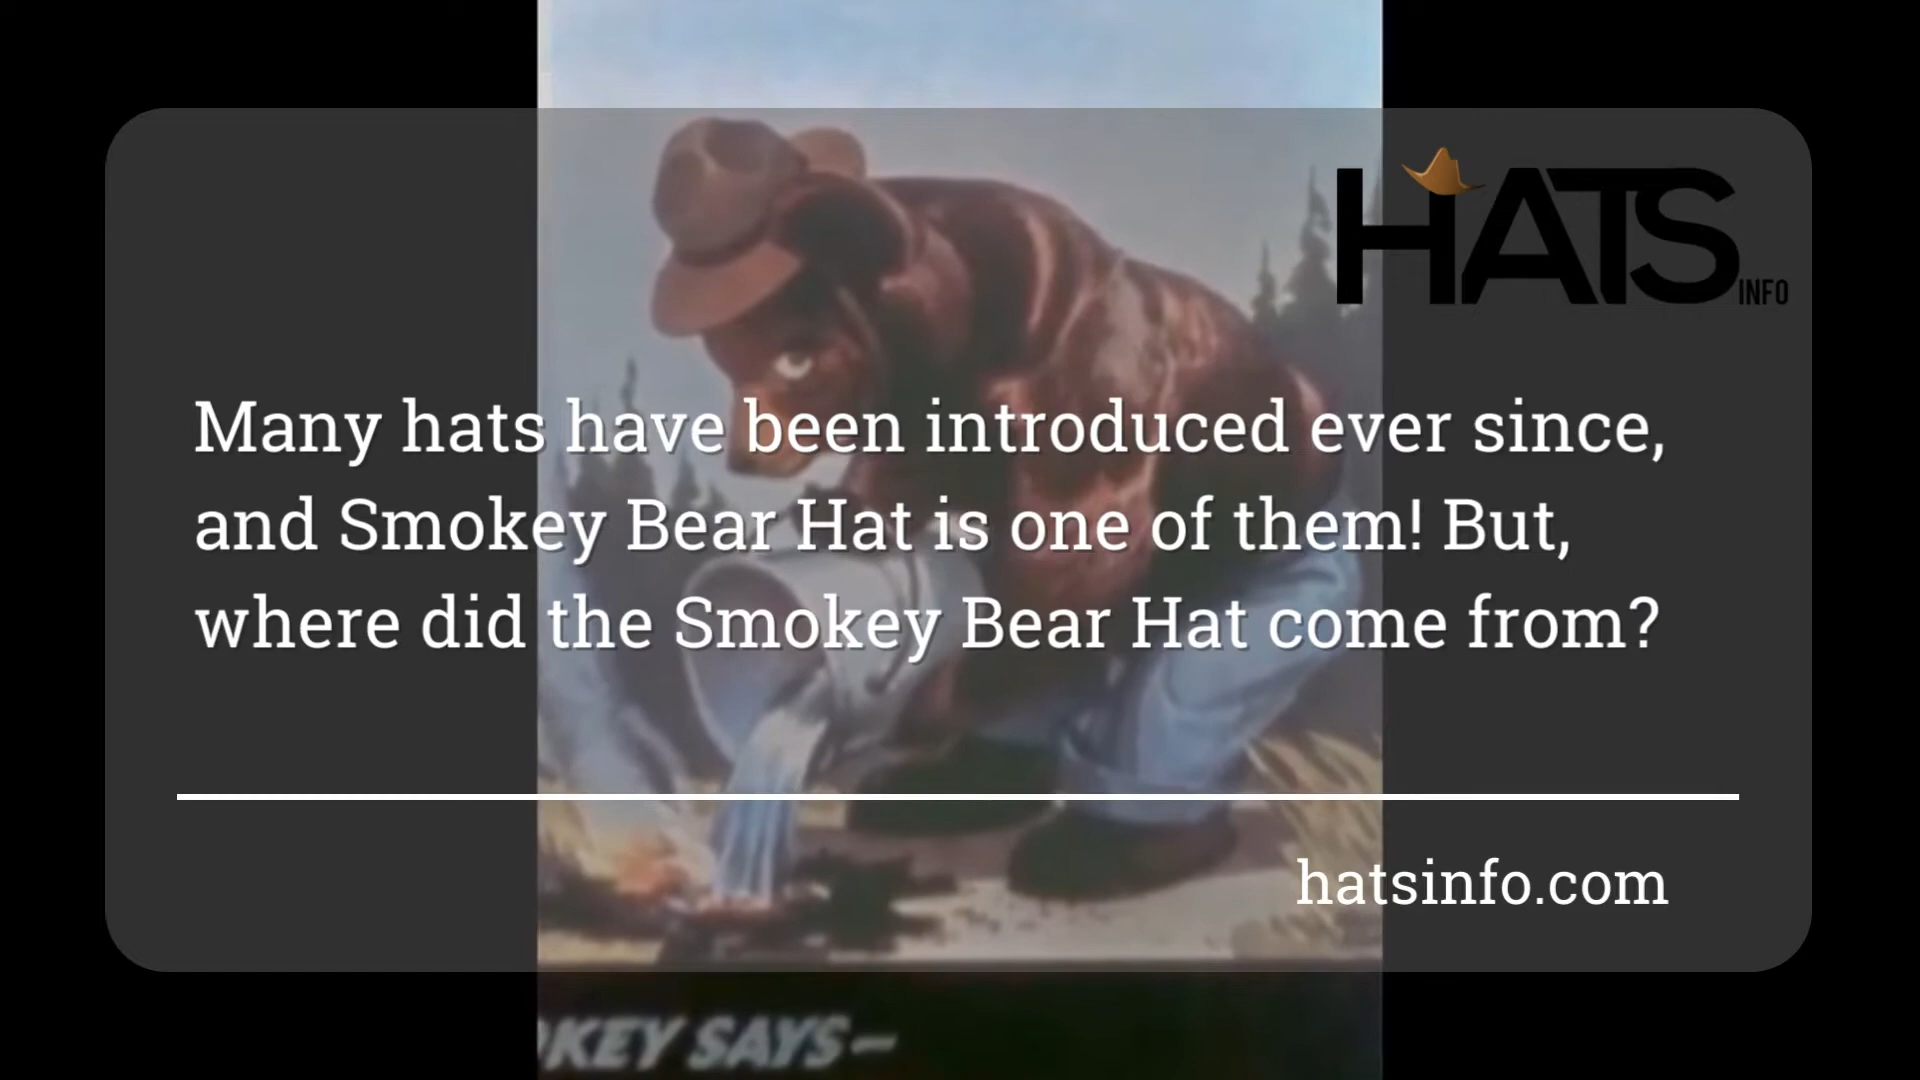 HATS
INFO
Many hats have been introduced ever since,
and Smokey Bear Hat is one of them! But,
where did the Smokey Bear Hat come from?
hatsinfo.com
OKEY SAYS–